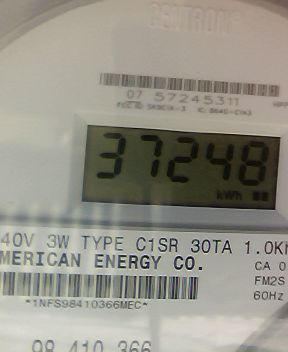 CENTRON
07 57245311
37248
kWh
40V 3W TYPE C1SR 30TA 1.0K
MERICAN ENERGY CO.
CA 0
FM2S
*1NFS98410366MEC*
60Hz
98 410 366